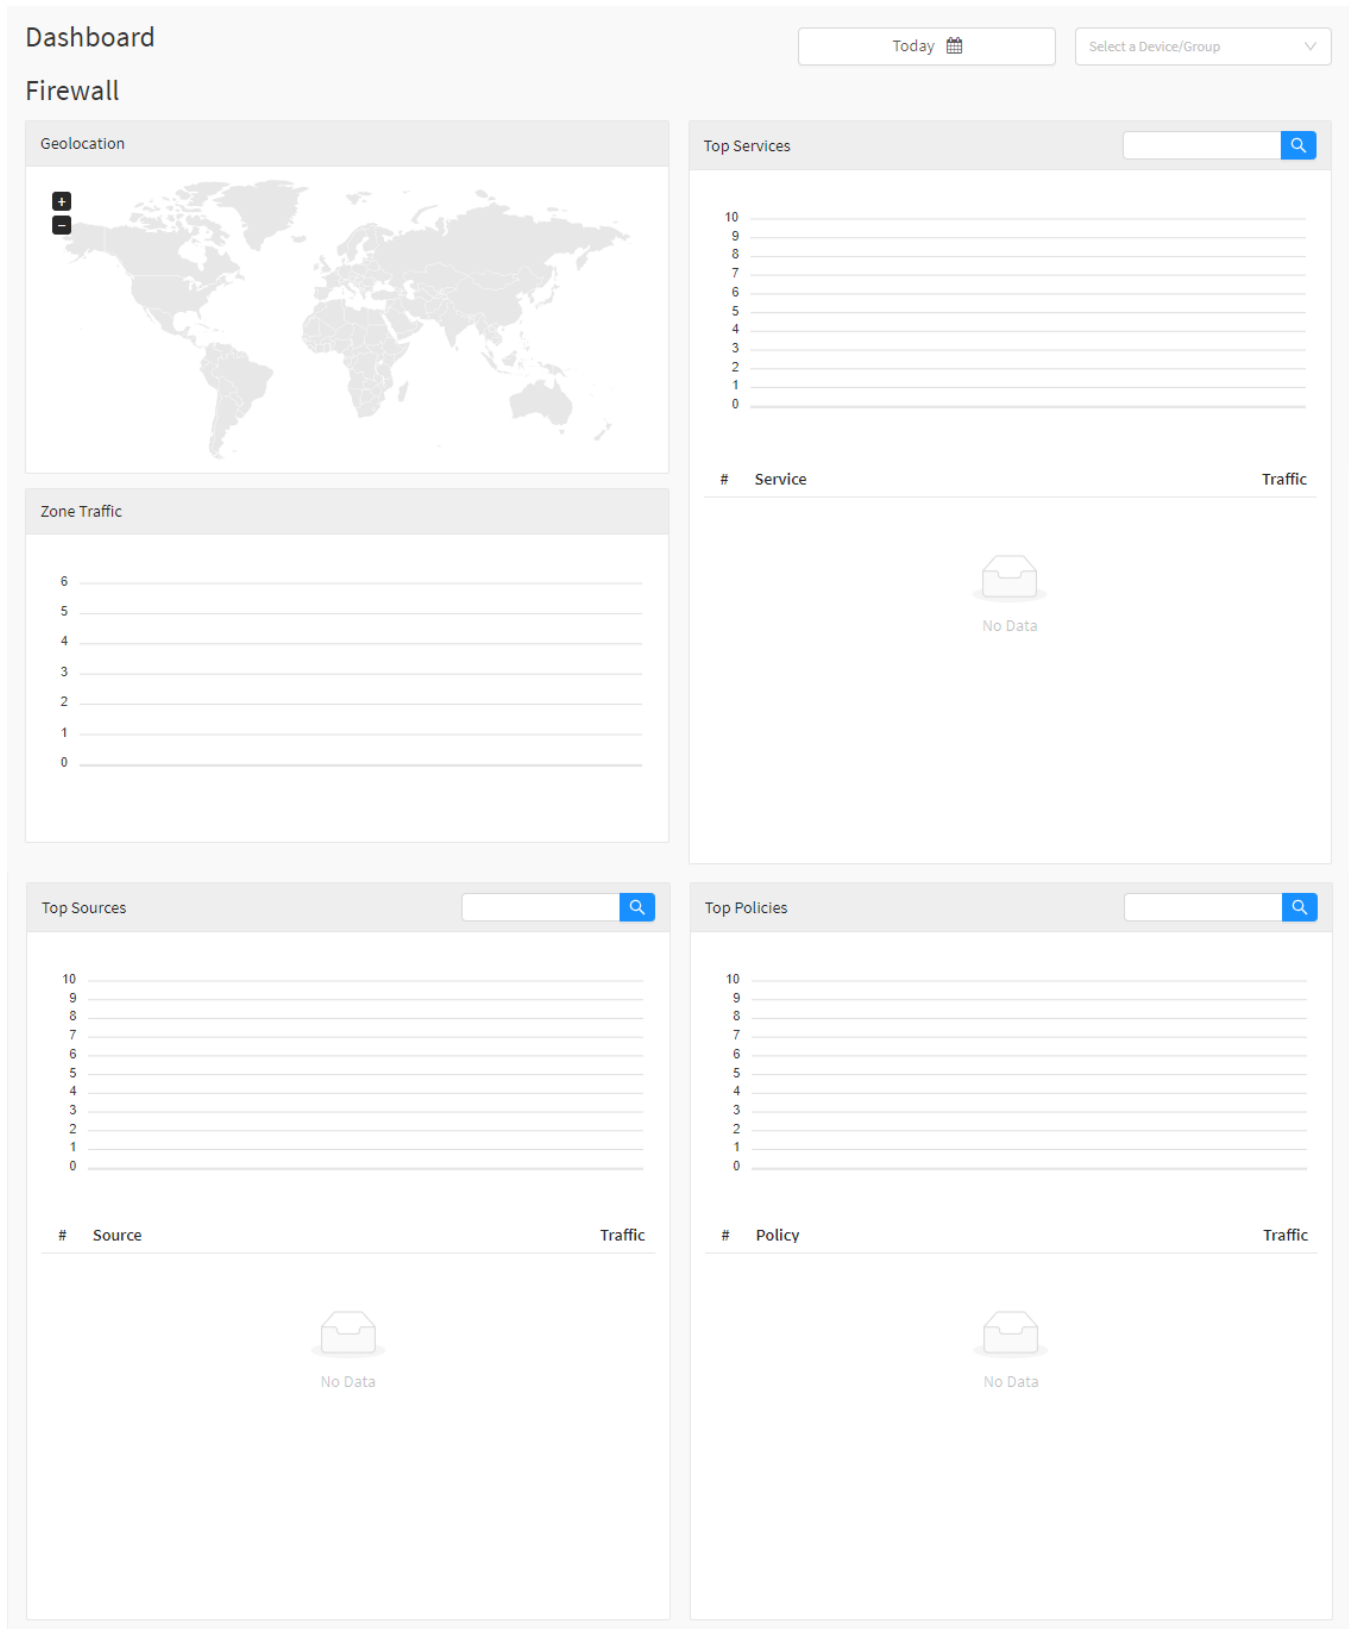 Dashboard
Today
Select a Device/Group
Firewall
Geolocation
+
−
Zone Traffic
6
5
4
3
2
1
0
Top Services
10
9
8
7
6
5
4
3
2
1
0
# Service Traffic
No Data
Top Sources
10
9
8
7
6
5
4
3
2
1
0
# Source Traffic
No Data
Top Policies
10
9
8
7
6
5
4
3
2
1
0
# Policy Traffic
No Data